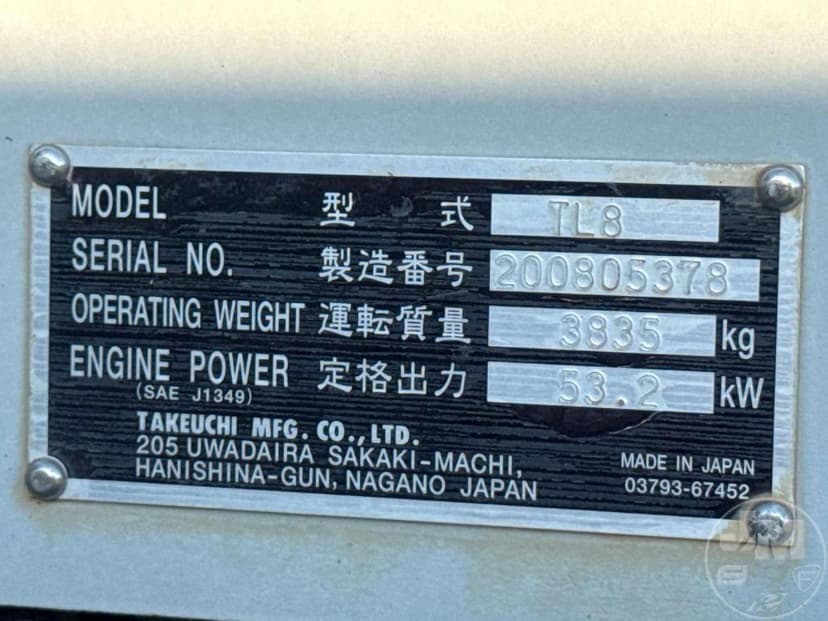 MODEL 型式 TL8
SERIAL NO. 製造番号 200805378
OPERATING WEIGHT 運転質量 3835 kg
ENGINE POWER 定格出力 53.2 kW
(SAE J1349)
TAKEUCHI MFG. CO.,LTD.
205 UWADAIRA SAKAKI-MACHI,
HANISHINA-GUN, NAGANO JAPAN
MADE IN JAPAN
03793-67452